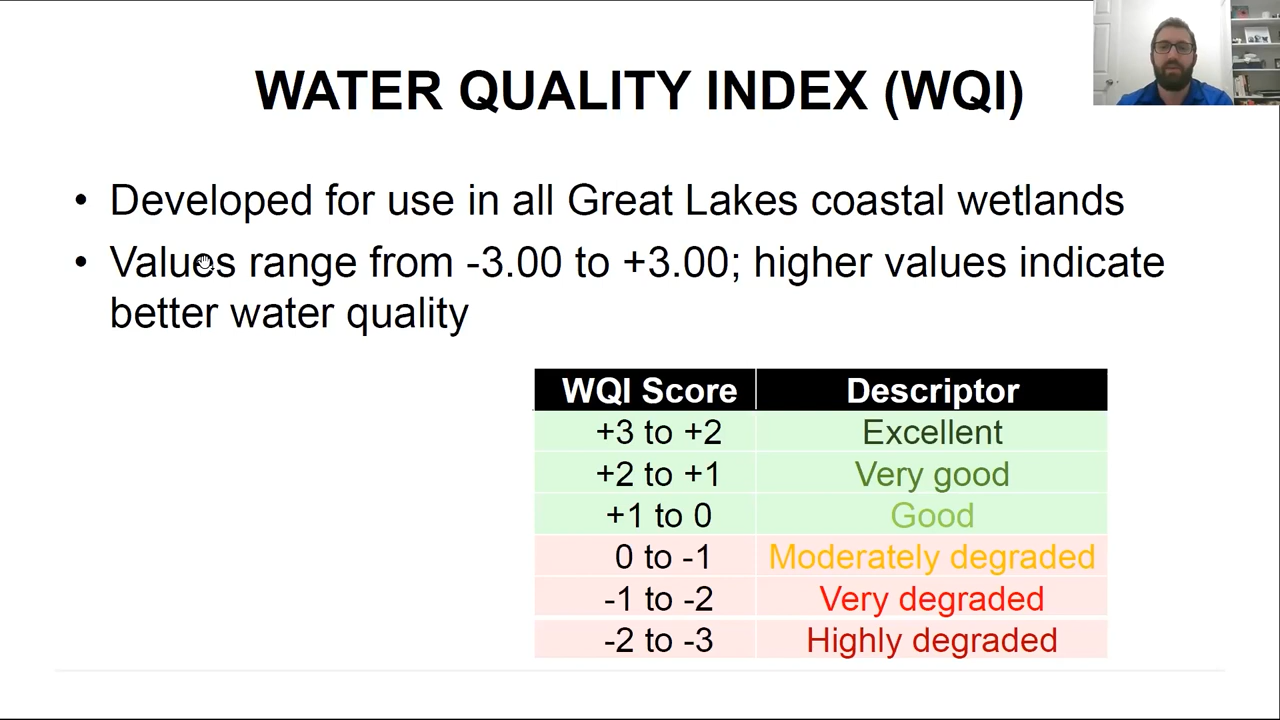 WATER QUALITY INDEX (WQI)
• Developed for use in all Great Lakes coastal wetlands
• Values range from -3.00 to +3.00; higher values indicate
better water quality
WQI Score Descriptor
+3 to +2 Excellent
+2 to +1 Very good
+1 to 0 Good
0 to -1 Moderately degraded
-1 to -2 Very degraded
-2 to -3 Highly degraded